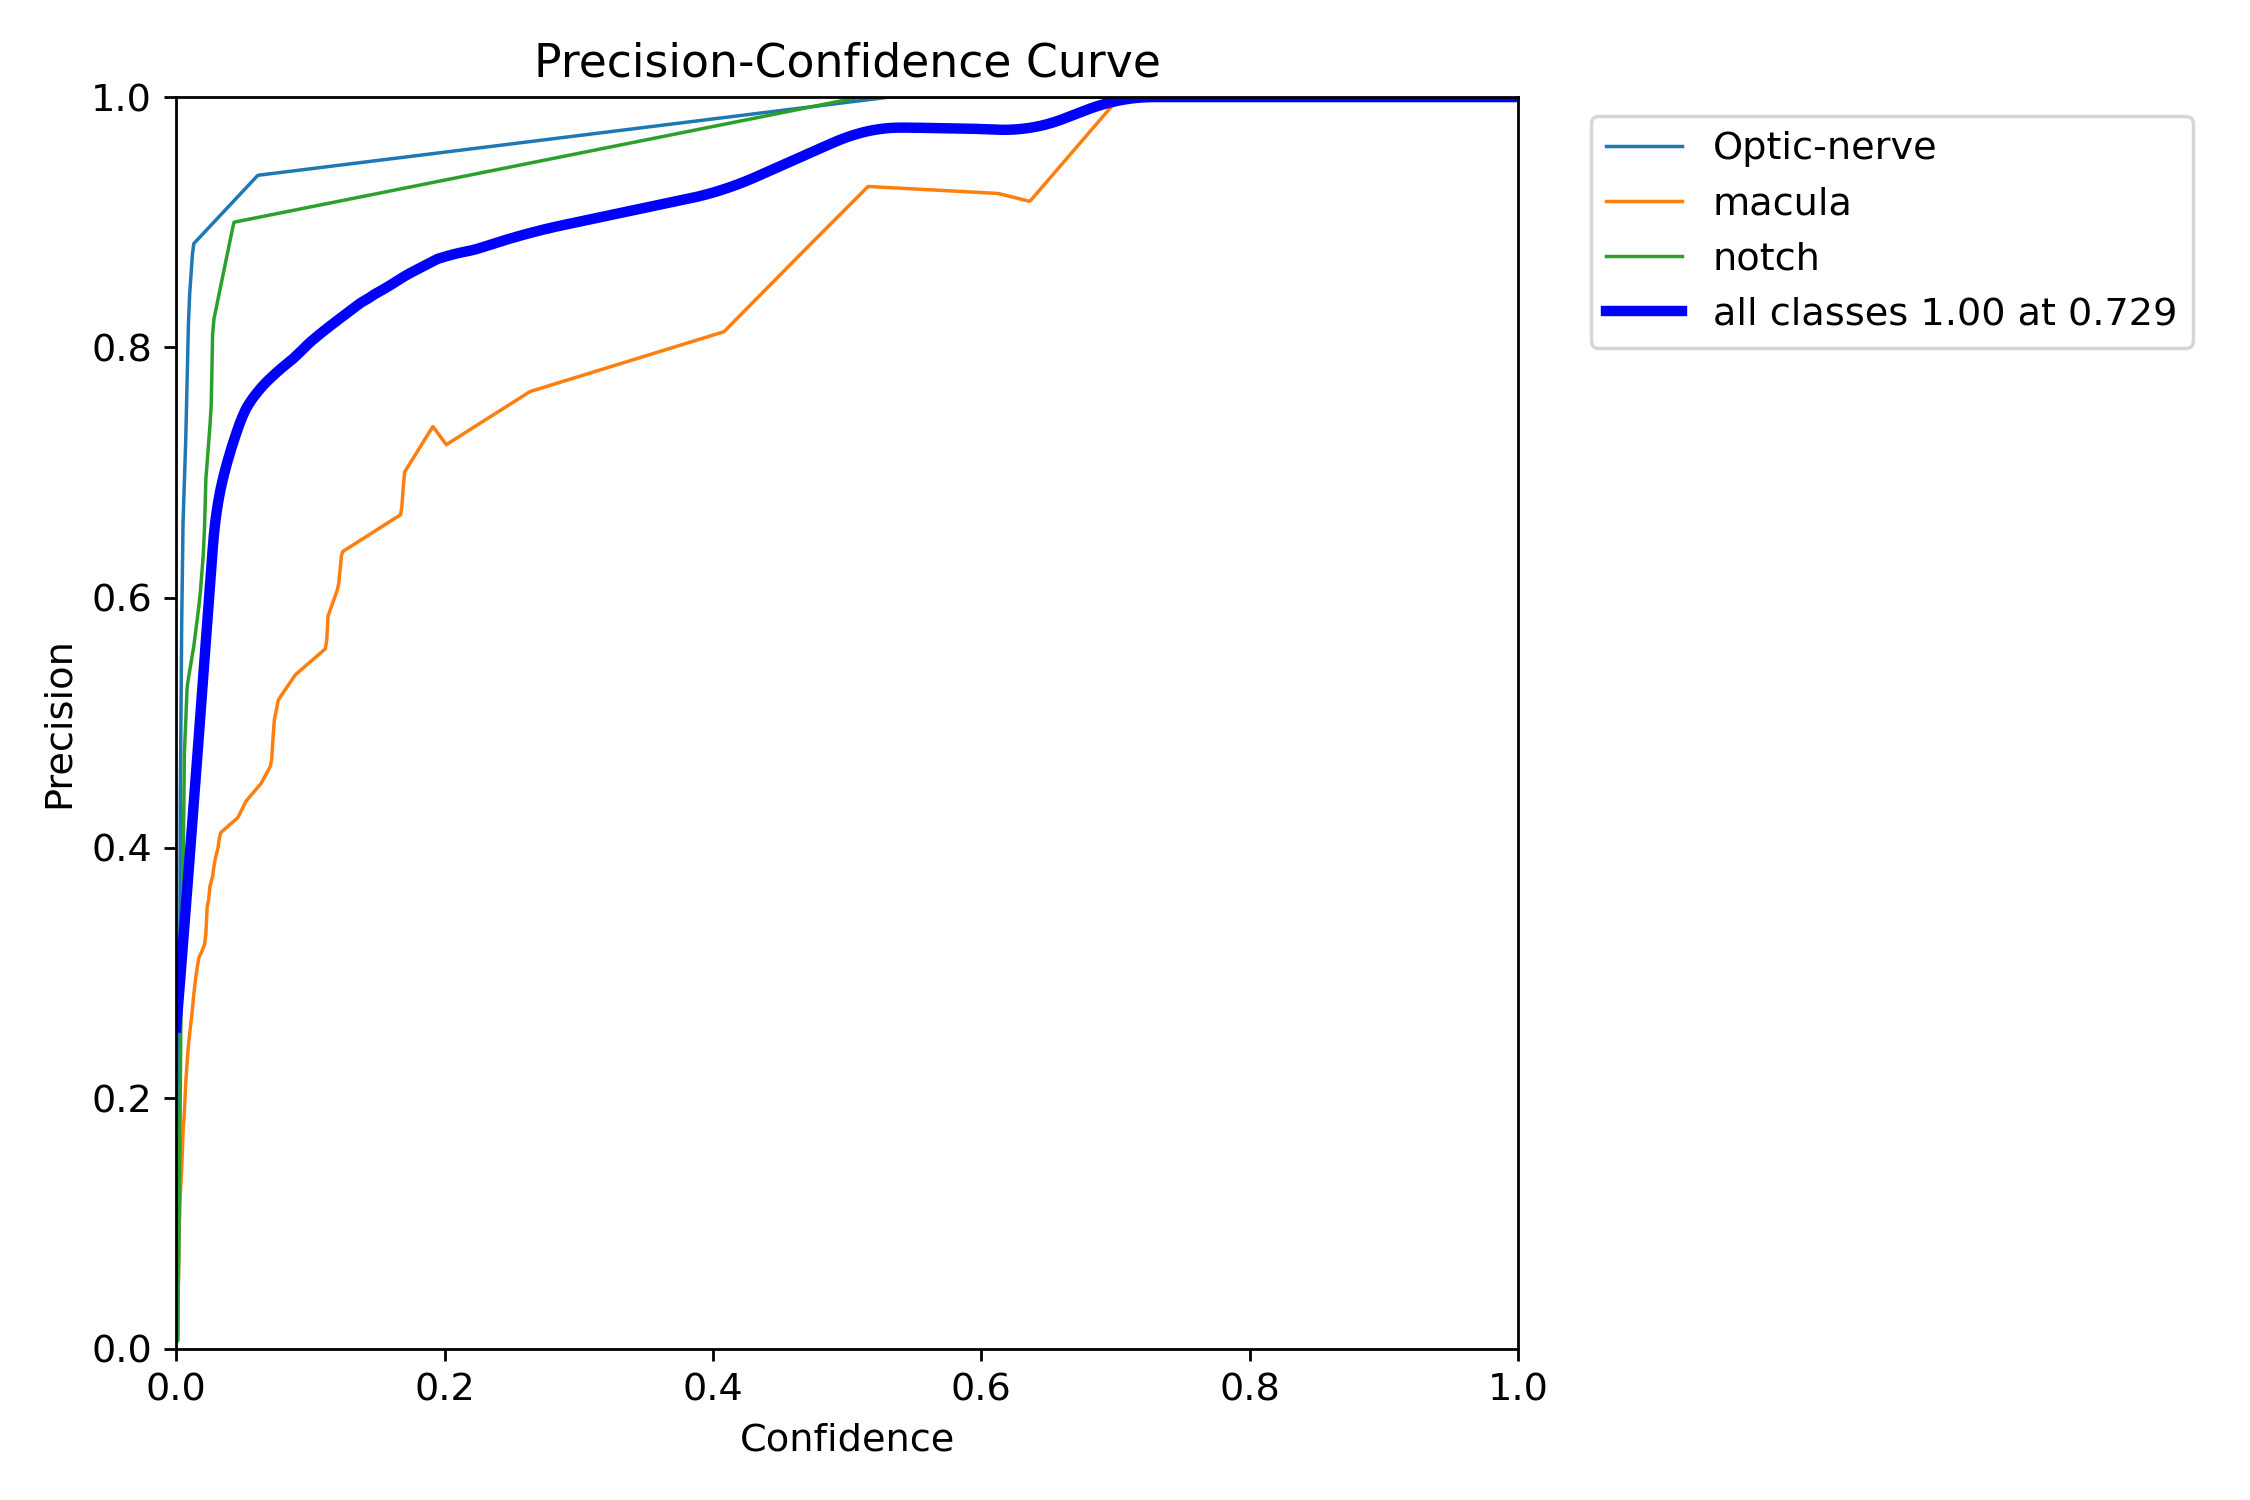 Precision-Confidence Curve
1.0
0.8
0.6
0.4
0.2
0.0
Precision
0.0 0.2 0.4 0.6 0.8 1.0
Confidence
Optic-nerve
macula
notch
all classes 1.00 at 0.729